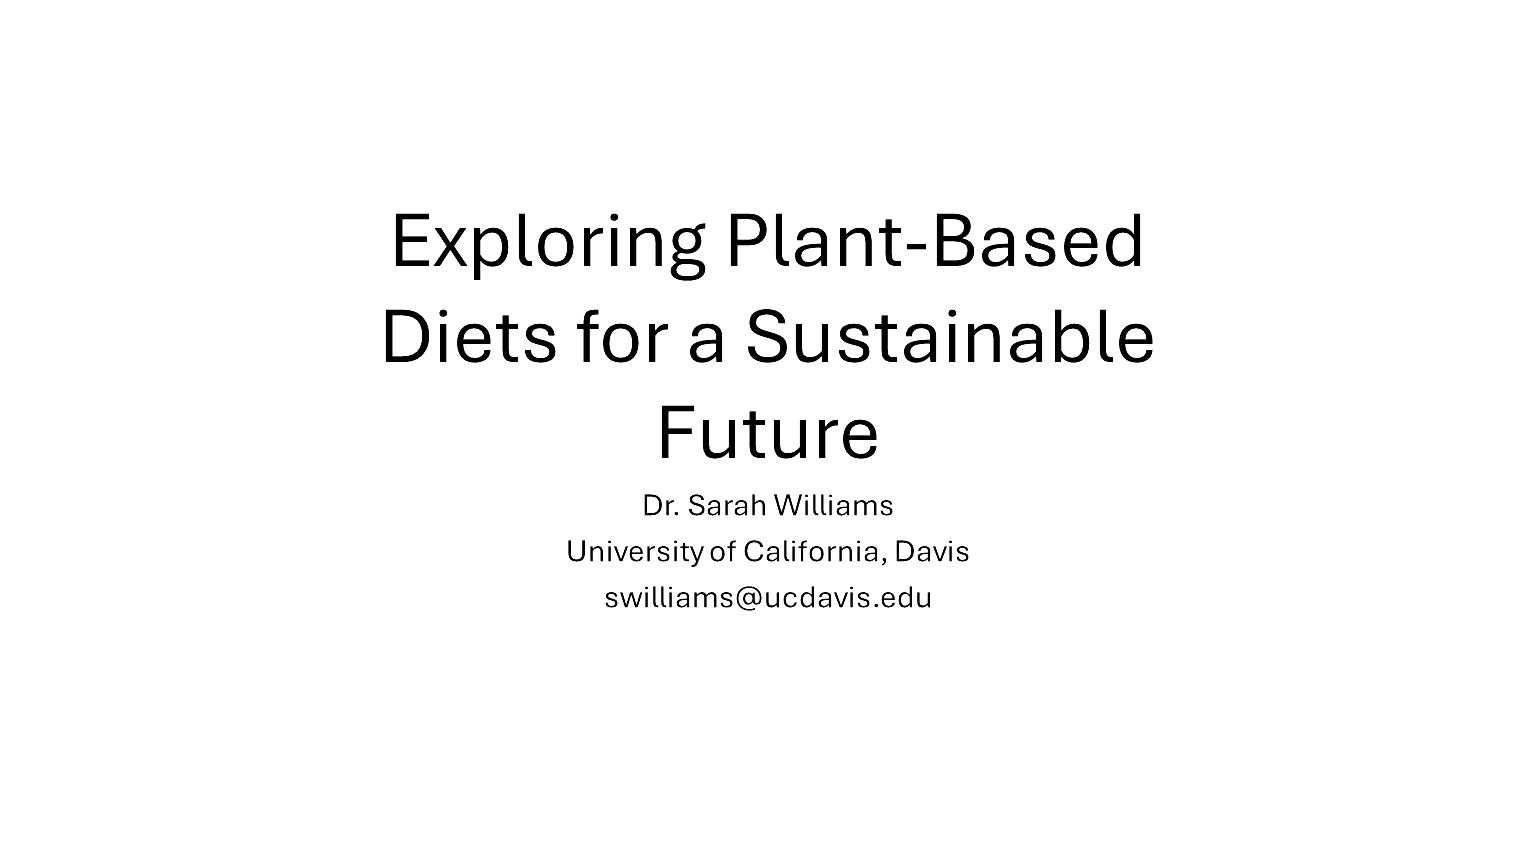 Exploring Plant-Based
Diets for a Sustainable
Future
Dr. Sarah Williams
University of California, Davis
swilliams@ucdavis.edu